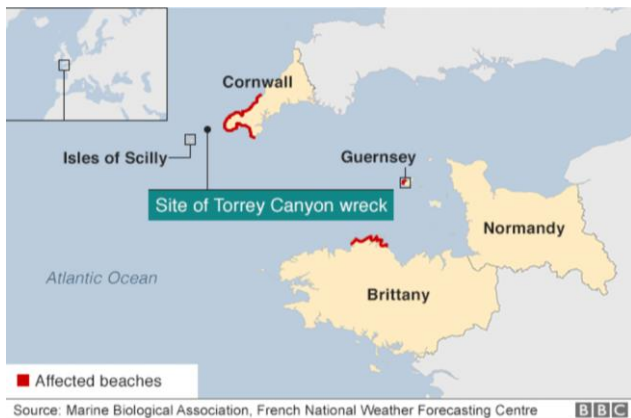 Cornwall
Isles of Scilly
Guernsey
Site of Torrey Canyon wreck
Normandy
Atlantic Ocean
Brittany
Affected beaches
Source: Marine Biological Association, French National Weather Forecasting Centre
BBC